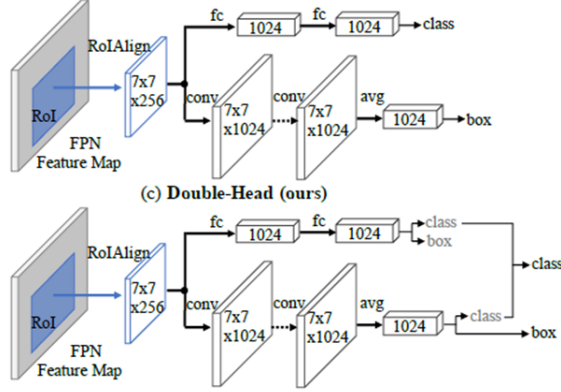 fc
fc
1024
1024
class
RoIAlign
7x7
x256
conv
7x7
x1024
conv
7x7
x1024
avg
1024
box
RoI
FPN
Feature Map
(c) Double-Head (ours)
fc
fc
1024
1024
class
box
RoIAlign
7x7
x256
class
conv
7x7
x1024
conv
7x7
x1024
avg
1024
class
box
RoI
FPN
Feature Map